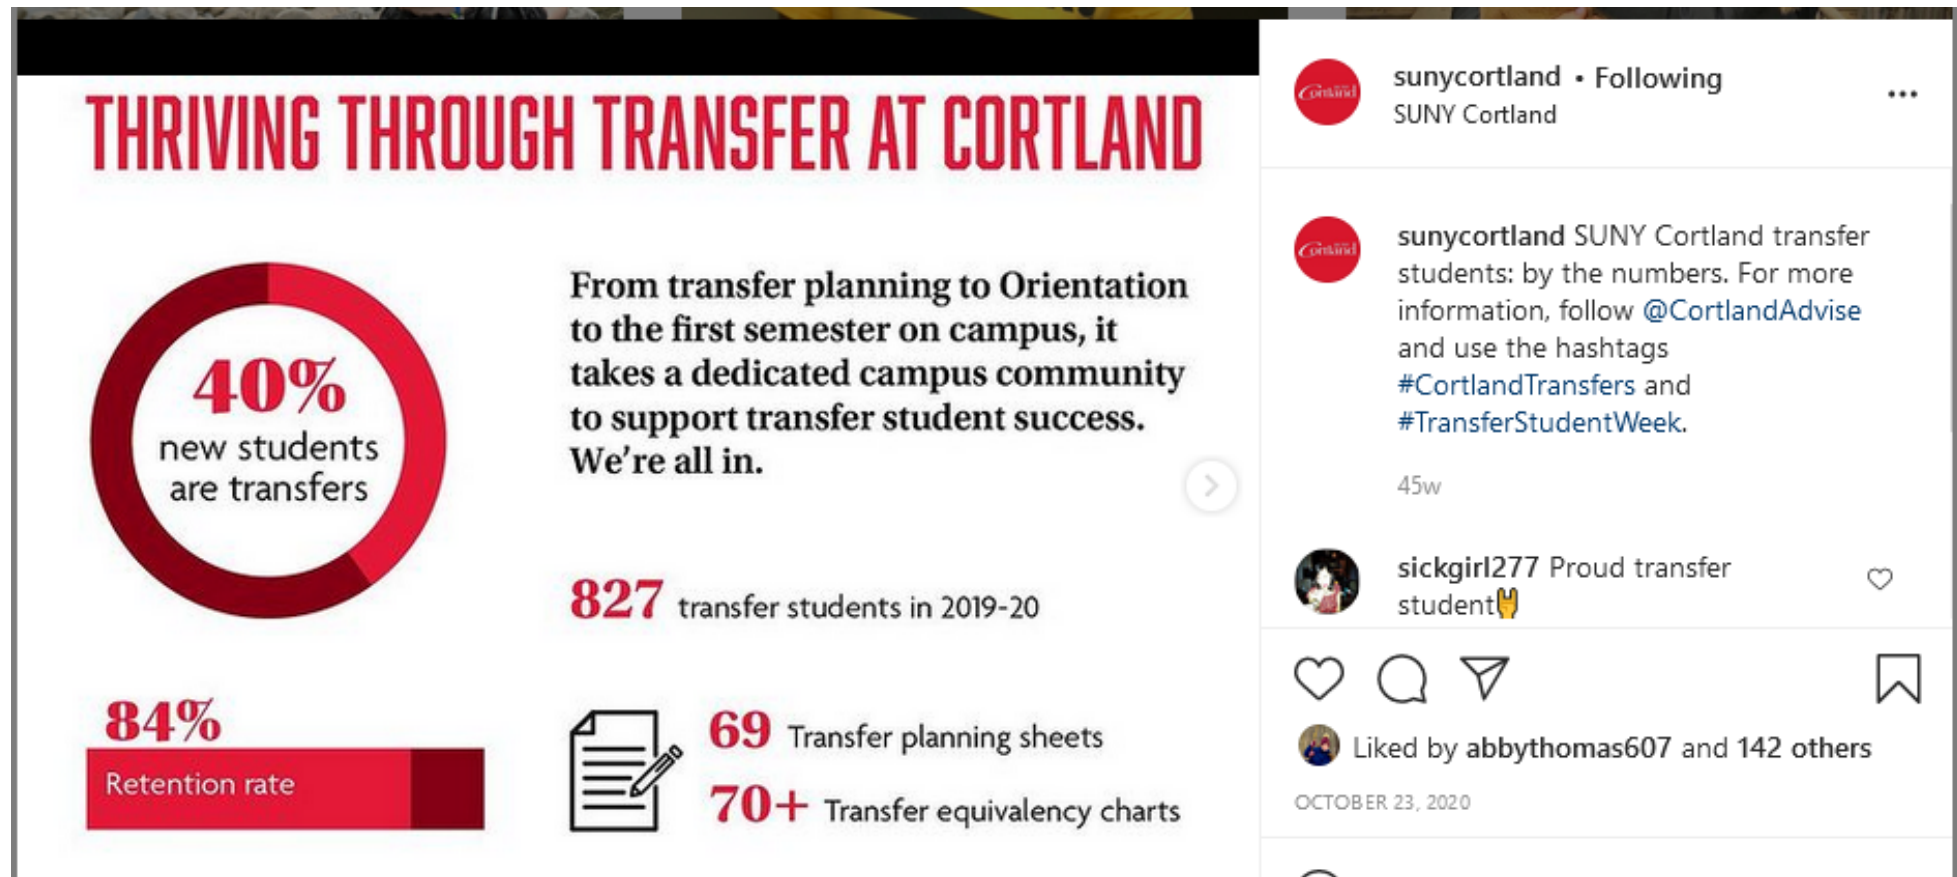 THRIVING THROUGH TRANSFER AT CORTLAND
40%
new students
are transfers
From transfer planning to Orientation
to the first semester on campus, it
takes a dedicated campus community
to support transfer student success.
We're all in.
827 transfer students in 2019-20
84%
Retention rate
69 Transfer planning sheets
70+ Transfer equivalency charts
Cortland
sunycortland • Following
SUNY Cortland
Cortland
sunycortland SUNY Cortland transfer
students: by the numbers. For more
information, follow @CortlandAdvise
and use the hashtags
#CortlandTransfers and
#TransferStudentWeek.
45w
sickgirl277 Proud transfer
student🤘
Liked by abbythomas607 and 142 others
OCTOBER 23, 2020